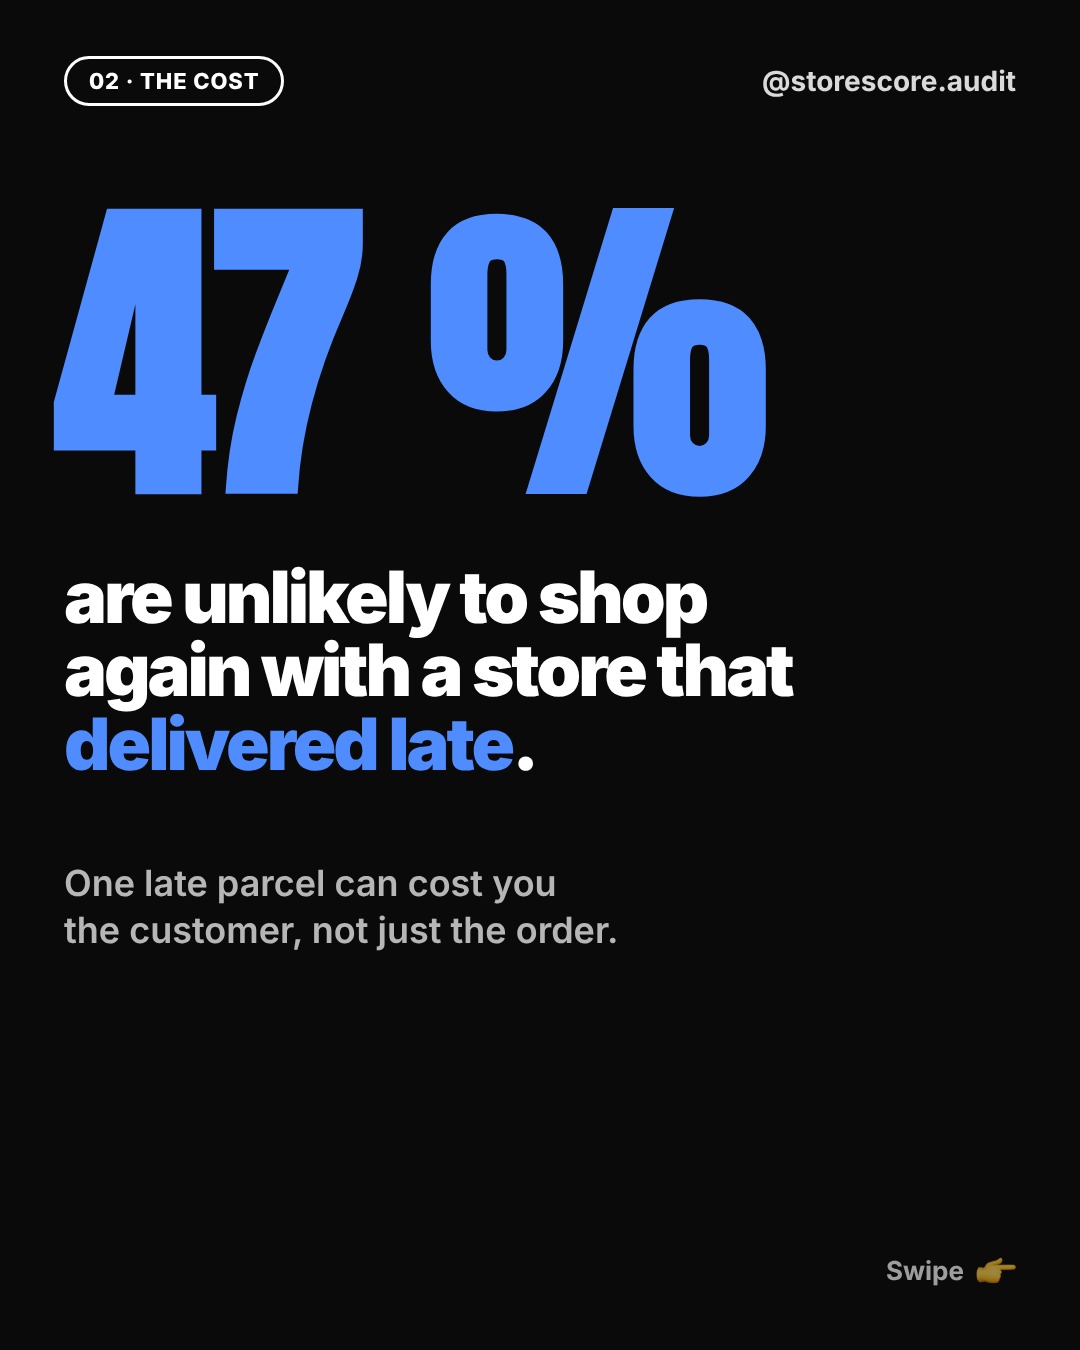 02 · THE COST
@storescore.audit
47 %
are unlikely to shop
again with a store that
delivered late.
One late parcel can cost you
the customer, not just the order.
Swipe 👉